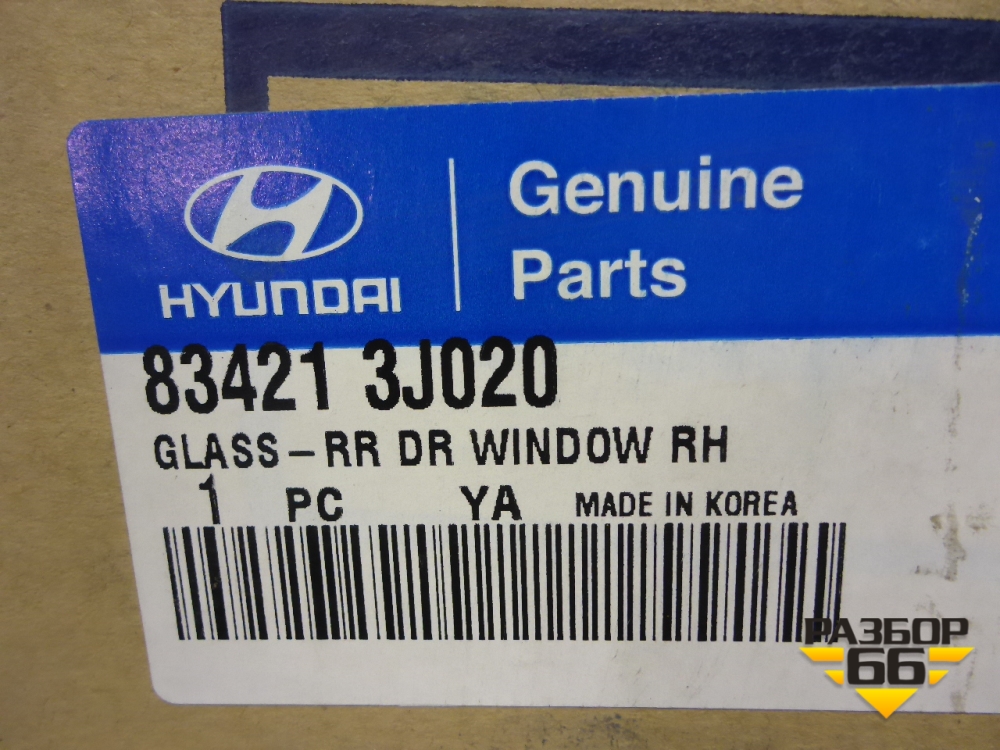 Genuine
Parts
HYUNDAI
83421 3J020
GLASS-RR DR WINDOW RH
1 PC YA MADE IN KOREA
РАЗБОР
66